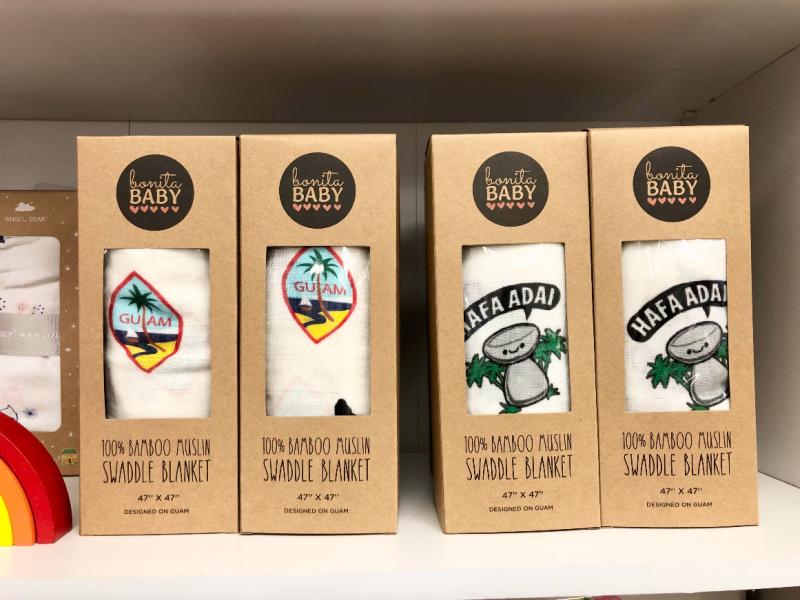 ANGEL DEAR
bonita
BABY
GUAM
100% BAMBOO MUSLIN
SWADDLE BLANKET
47" X 47"
DESIGNED ON GUAM
bonita
BABY
GUAM
100% BAMBOO MUSLIN
SWADDLE BLANKET
47" X 47"
DESIGNED ON GUAM
bonita
BABY
HAFA ADAI
100% BAMBOO MUSLIN
SWADDLE BLANKET
47" X 47"
DESIGNED ON GUAM
bonita
BABY
HAFA ADAI
100% BAMBOO MUSLIN
SWADDLE BLANKET
47" X 47"
DESIGNED ON GUAM